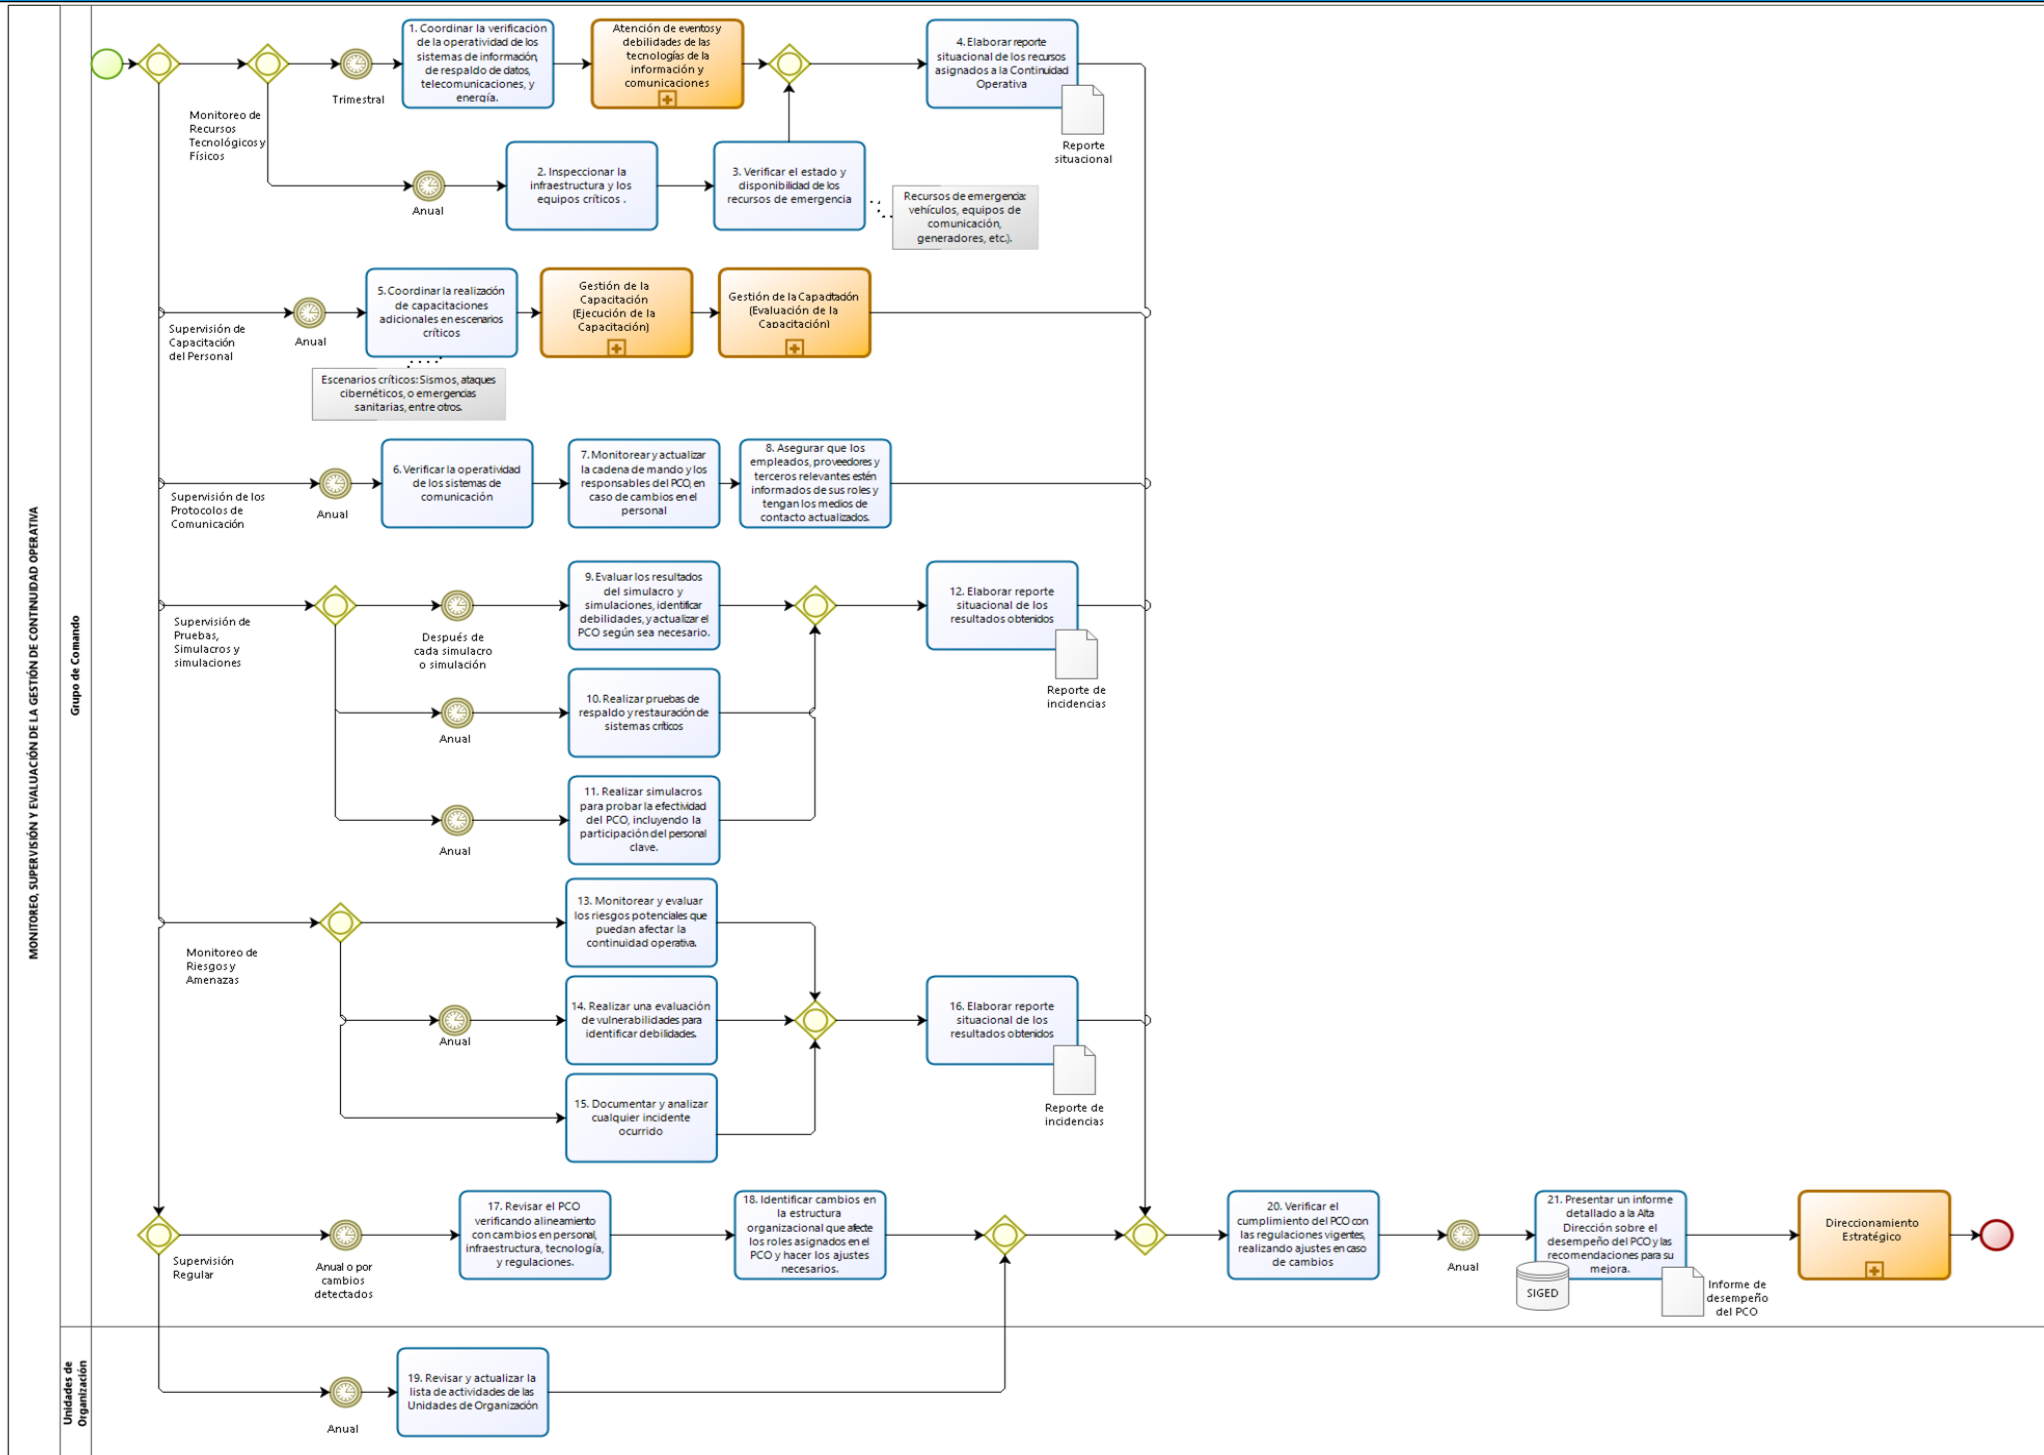 MONITOREO, SUPERVISIÓN Y EVALUACIÓN DE LA GESTIÓN DE CONTINUIDAD OPERATIVA
Grupo de Comando
Monitoreo de
Recursos
Tecnológicos y
Físicos
Trimestral
1. Coordinar la verificación
de la operatividad de los
sistemas de información,
de respaldo de datos,
telecomunicaciones, y
energía.
Atención de eventos y
debilidades de las
tecnologías de la
información y
comunicaciones
4. Elaborar reporte
situacional de los recursos
asignados a la Continuidad
Operativa
Reporte
situacional
Anual
2. Inspeccionar la
infraestructura y los
equipos críticos .
3. Verificar el estado y
disponibilidad de los
recursos de emergencia
Recursos de emergencia:
vehículos, equipos de
comunicación,
generadores, etc.).
Supervisión de
Capacitación
del Personal
Anual
5. Coordinar la realización
de capacitaciones
adicionales en escenarios
críticos
Gestión de la
Capacitación
(Ejecución de la
Capacitación)
Gestión de la Capacitación
(Evaluación de la
Capacitación)
Escenarios críticos: Sismos, ataques
cibernéticos, o emergencias
sanitarias, entre otros.
Supervisión de los
Protocolos de
Comunicación
Anual
6. Verificar la operatividad
de los sistemas de
comunicación
7. Monitorear y actualizar
la cadena de mando y los
responsables del PCO, en
caso de cambios en el
personal
8. Asegurar que los
empleados, proveedores y
terceros relevantes estén
informados de sus roles y
tengan los medios de
contacto actualizados.
Supervisión de
Pruebas,
Simulacros y
simulaciones
Después de
cada simulacro
o simulación
9. Evaluar los resultados
del simulacro y
simulaciones, identificar
debilidades, y actualizar el
PCO según sea necesario.
12. Elaborar reporte
situacional de los
resultados obtenidos
Reporte de
incidencias
Anual
10. Realizar pruebas de
respaldo y restauración de
sistemas críticos
Anual
11. Realizar simulacros
para probar la efectividad
del PCO, incluyendo la
participación del personal
clave.
Monitoreo de
Riesgos y
Amenazas
13. Monitorear y evaluar
los riesgos potenciales que
puedan afectar la
continuidad operativa.
Anual
14. Realizar una evaluación
de vulnerabilidades para
identificar debilidades.
15. Documentar y analizar
cualquier incidente
ocurrido
16. Elaborar reporte
situacional de los
resultados obtenidos
Reporte de
incidencias
Supervisión
Regular
Anual o por
cambios
detectados
17. Revisar el PCO
verificando alineamiento
con cambios en personal,
infraestructura, tecnología,
y regulaciones.
18. Identificar cambios en
la estructura
organizacional que afecte
los roles asignados en el
PCO y hacer los ajustes
necesarios.
20. Verificar el
cumplimiento del PCO con
las regulaciones vigentes,
realizando ajustes en caso
de cambios
Anual
21. Presentar un informe
detallado a la Alta
Dirección sobre el
desempeño del PCO y las
recomendaciones para su
mejora.
SIGED
Informe de
desempeño
del PCO
Direccionamiento
Estratégico
Unidades de
Organización
Anual
19. Revisar y actualizar la
lista de actividades de las
Unidades de Organización